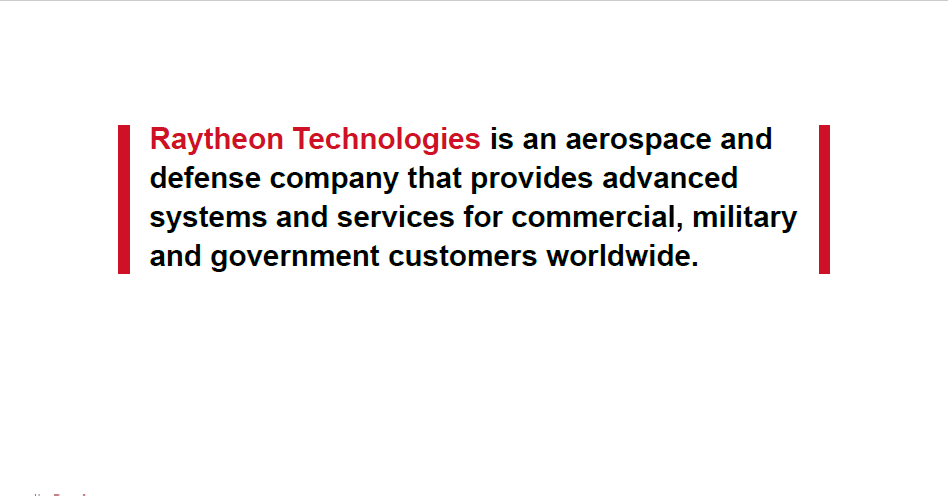 Raytheon Technologies is an aerospace and
defense company that provides advanced
systems and services for commercial, military
and government customers worldwide.